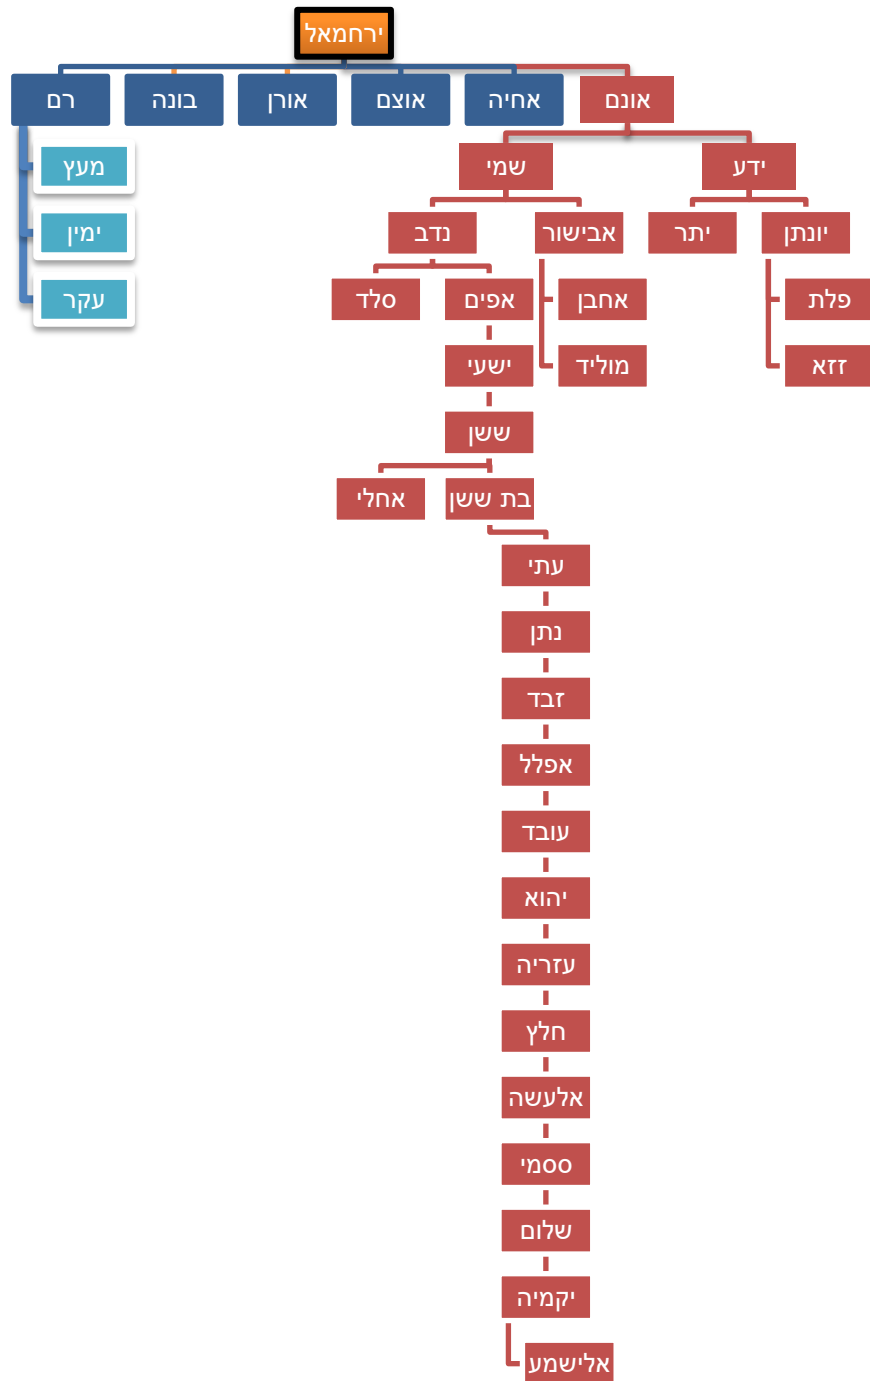 ירחמאל
אונם
אחיה
אוצם
אורן
בונה
רם
ידע
שמי
מעץ
יונתן
יתר
אבישור
נדב
ימין
פלת
אחבן
אפים
סלד
עקר
זזא
מוליד
ישעי
ששן
בת ששן
אחלי
עתי
נתן
זבד
אפלל
עובד
יהוא
עזריה
חלץ
אלעשה
ססמי
שלום
יקמיה
אלישמע